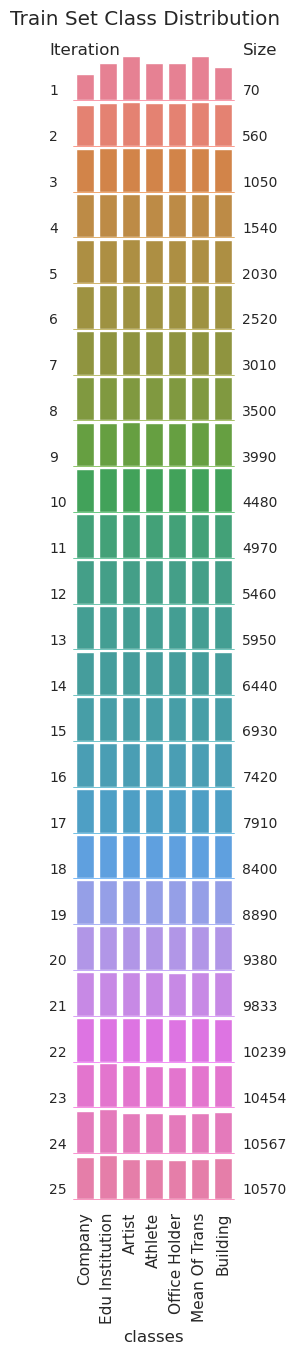 Train Set Class Distribution
Iteration Size
1 70
2 560
3 1050
4 1540
5 2030
6 2520
7 3010
8 3500
9 3990
10 4480
11 4970
12 5460
13 5950
14 6440
15 6930
16 7420
17 7910
18 8400
19 8890
20 9380
21 9833
22 10239
23 10454
24 10567
25 10570
Company
Edu Institution
Artist
Athlete
Office Holder
Mean Of Trans
Building
classes